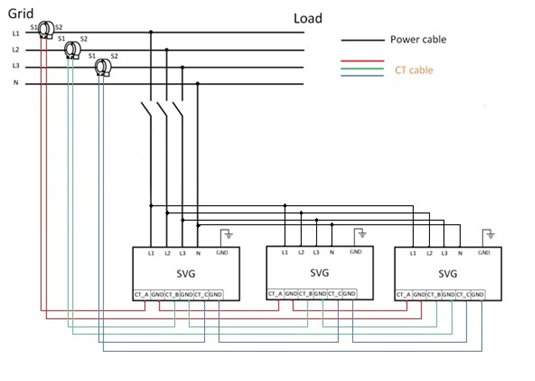 Grid
Load
S1 S2
L1
S1 S2
L2
S1 S2
L3
N
Power cable
CT cable
L1 L2 L3 N GND
L1 L2 L3 N GND
L1 L2 L3 N GND
SVG
SVG
SVG
CT_A GND CT_B GND CT_C GND
CT_A GND CT_B GND CT_C GND
CT_A GND CT_B GND CT_C GND